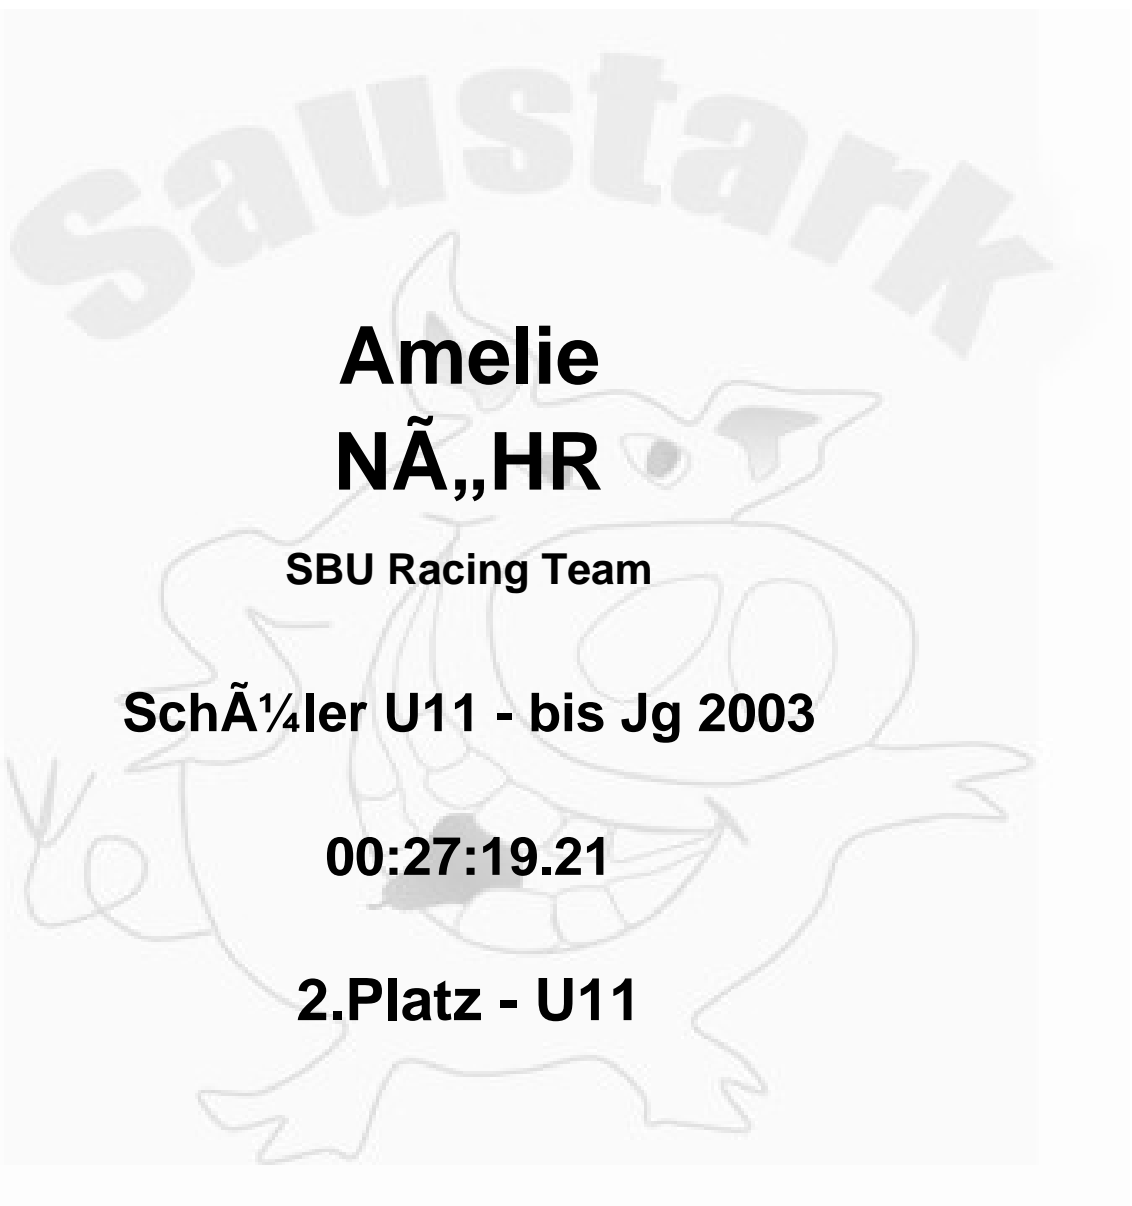 Saustark
Amelie
NÃ„HR
SBU Racing Team
SchÃ¼ler U11 - bis Jg 2003
00:27:19.21
2.Platz - U11